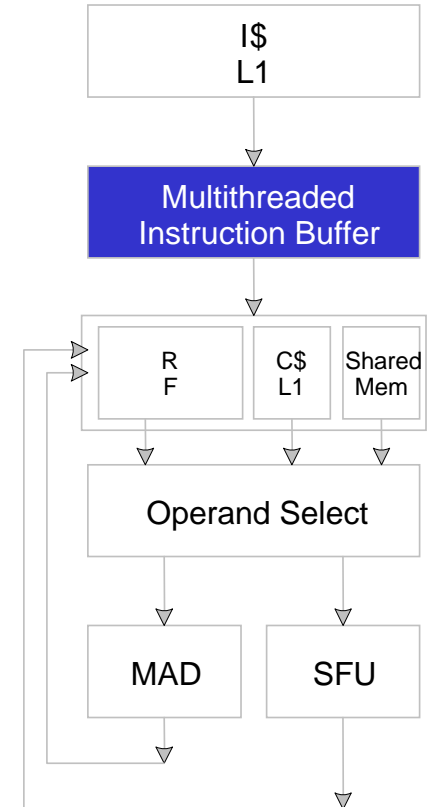 I$
L1
Multithreaded
Instruction Buffer
R
F
C$
L1
Shared
Mem
Operand Select
MAD
SFU